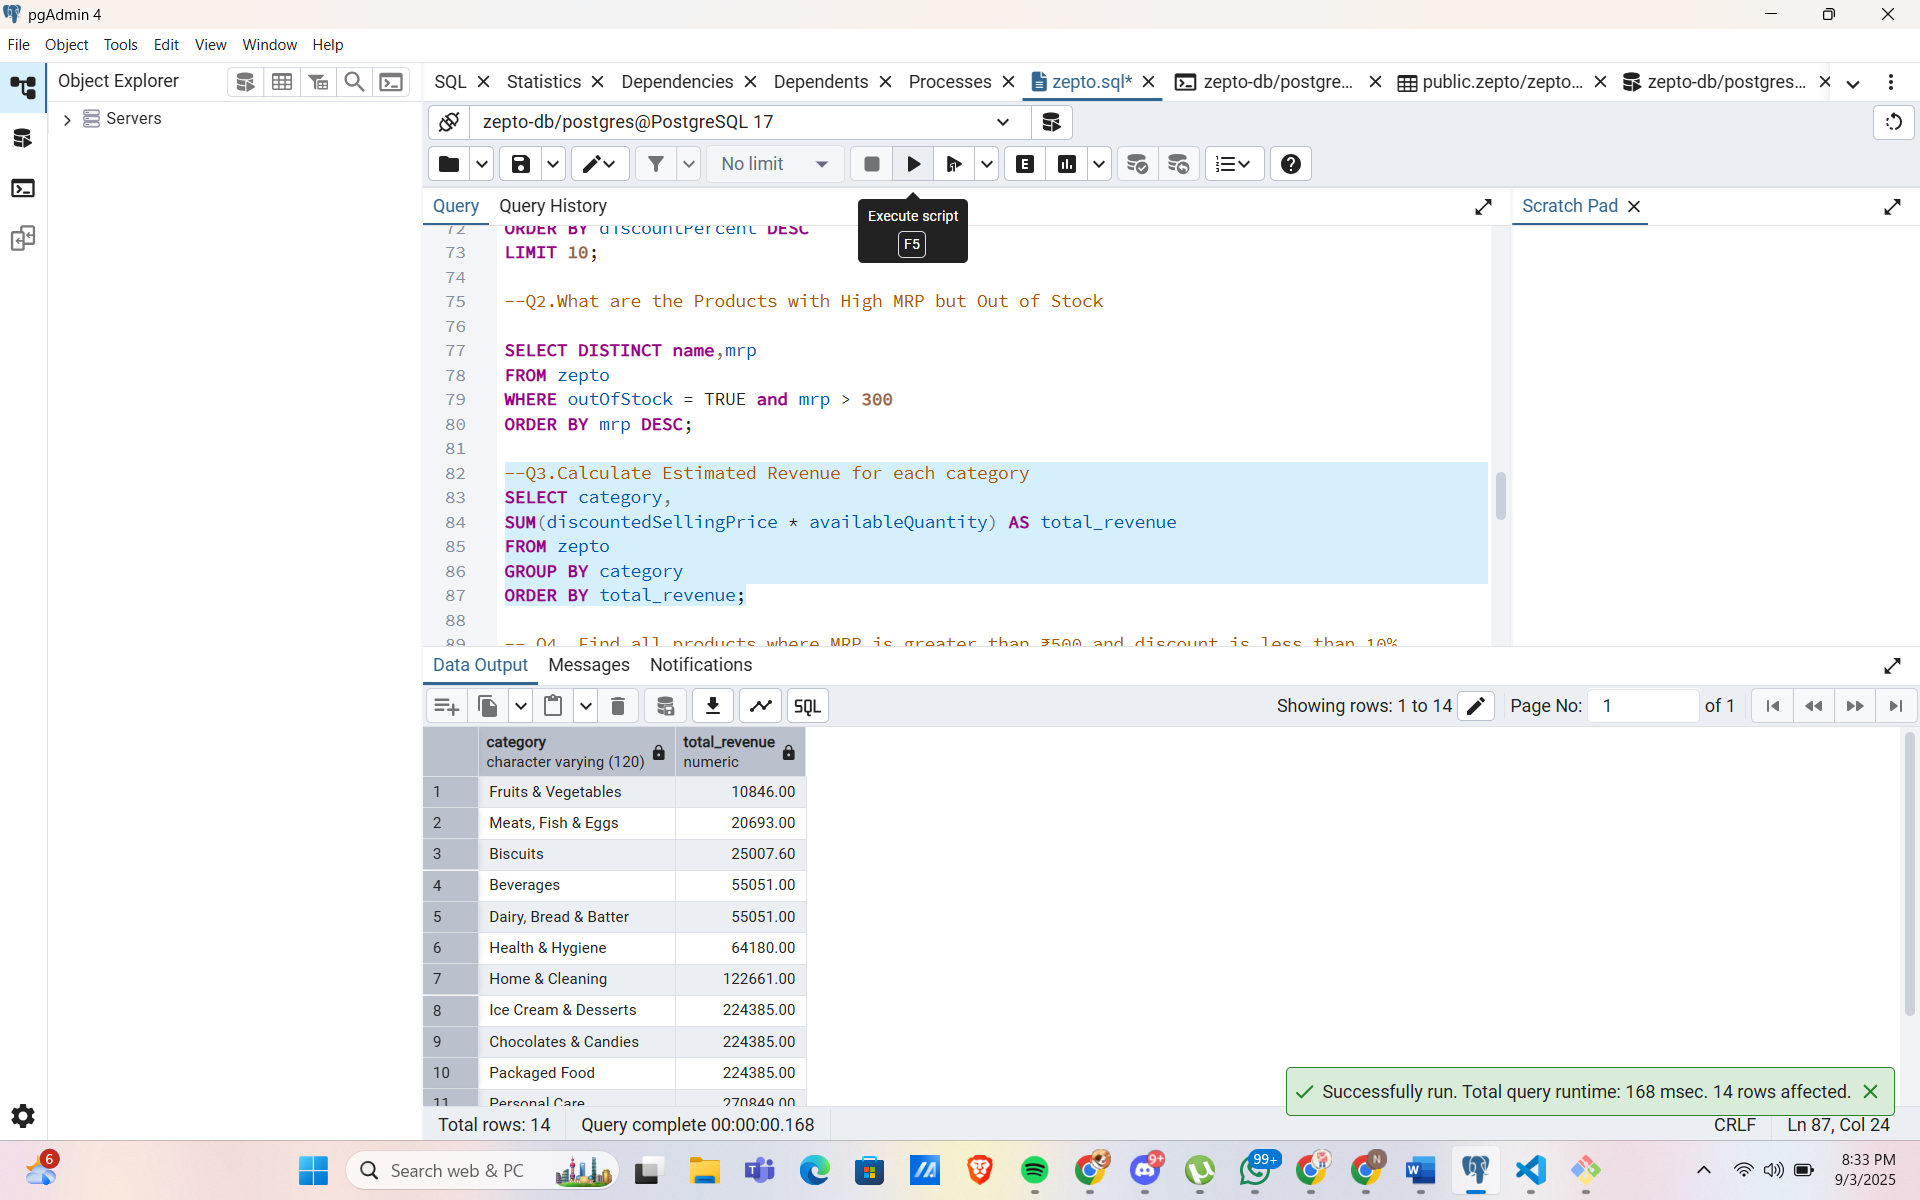 pgAdmin 4
File Object Tools Edit View Window Help
Object Explorer
SQL Statistics Dependencies Dependents Processes zepto.sql* zepto-db/postgre... public.zepto/zepto... zepto-db/postgres...
Servers
zepto-db/postgres@PostgreSQL 17
No limit
E
Query Query History
Scratch Pad
Execute script
F5
72 ORDER BY discountPercent DESC
73 LIMIT 10;
74
75 --Q2.What are the Products with High MRP but Out of Stock
76
77 SELECT DISTINCT name,mrp
78 FROM zepto
79 WHERE outOfStock = TRUE and mrp > 300
80 ORDER BY mrp DESC;
81
82 --Q3.Calculate Estimated Revenue for each category
83 SELECT category,
84 SUM(discountedSellingPrice * availableQuantity) AS total_revenue
85 FROM zepto
86 GROUP BY category
87 ORDER BY total_revenue;
88
89 -- Q4. Find all products where MRP is greater than ₹500 and discount is less than 10%
Data Output Messages Notifications
SQL
Showing rows: 1 to 14 Page No: 1 of 1
category total_revenue
character varying (120) numeric
1 Fruits & Vegetables 10846.00
2 Meats, Fish & Eggs 20693.00
3 Biscuits 25007.60
4 Beverages 55051.00
5 Dairy, Bread & Batter 55051.00
6 Health & Hygiene 64180.00
7 Home & Cleaning 122661.00
8 Ice Cream & Desserts 224385.00
9 Chocolates & Candies 224385.00
10 Packaged Food 224385.00
11 Personal Care 270849.00
Successfully run. Total query runtime: 168 msec. 14 rows affected.
Total rows: 14 Query complete 00:00:00.168 CRLF Ln 87, Col 24
6
Search web & PC
9+
99+
N
8:33 PM
9/3/2025